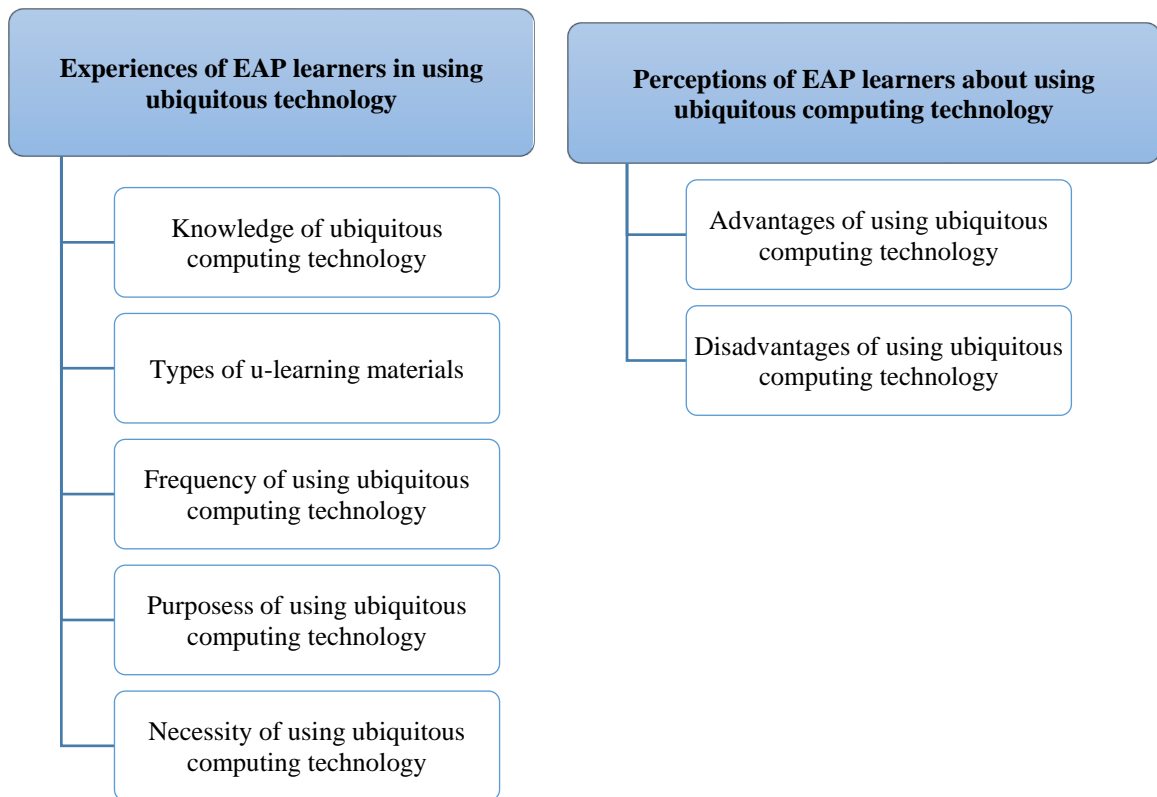 Experiences of EAP learners in using
ubiquitous technology
Knowledge of ubiquitous
computing technology
Types of u-learning materials
Frequency of using ubiquitous
computing technology
Purposess of using ubiquitous
computing technology
Necessity of using ubiquitous
computing technology
Perceptions of EAP learners about using
ubiquitous computing technology
Advantages of using ubiquitous
computing technology
Disadvantages of using ubiquitous
computing technology